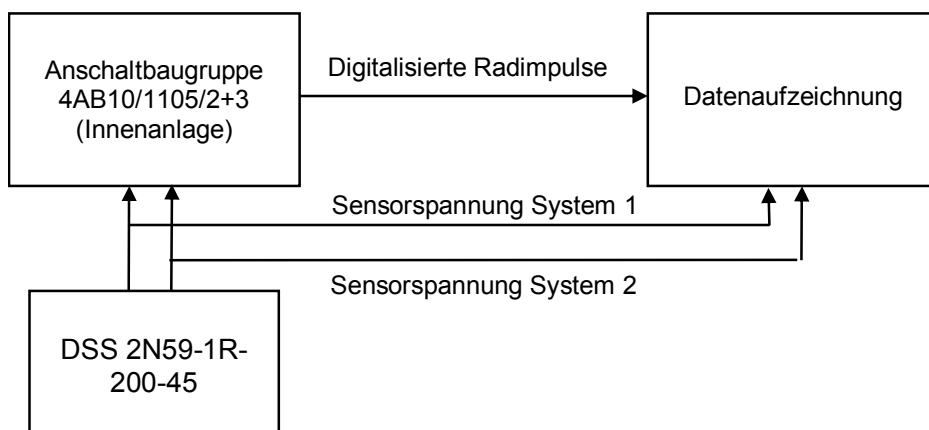 Anschaltbaugruppe
4AB10/1105/2+3
(Innenanlage)
Digitalisierte Radimpulse
Datenaufzeichnung
Sensorspannung System 1
Sensorspannung System 2
DSS 2N59-1R-
200-45